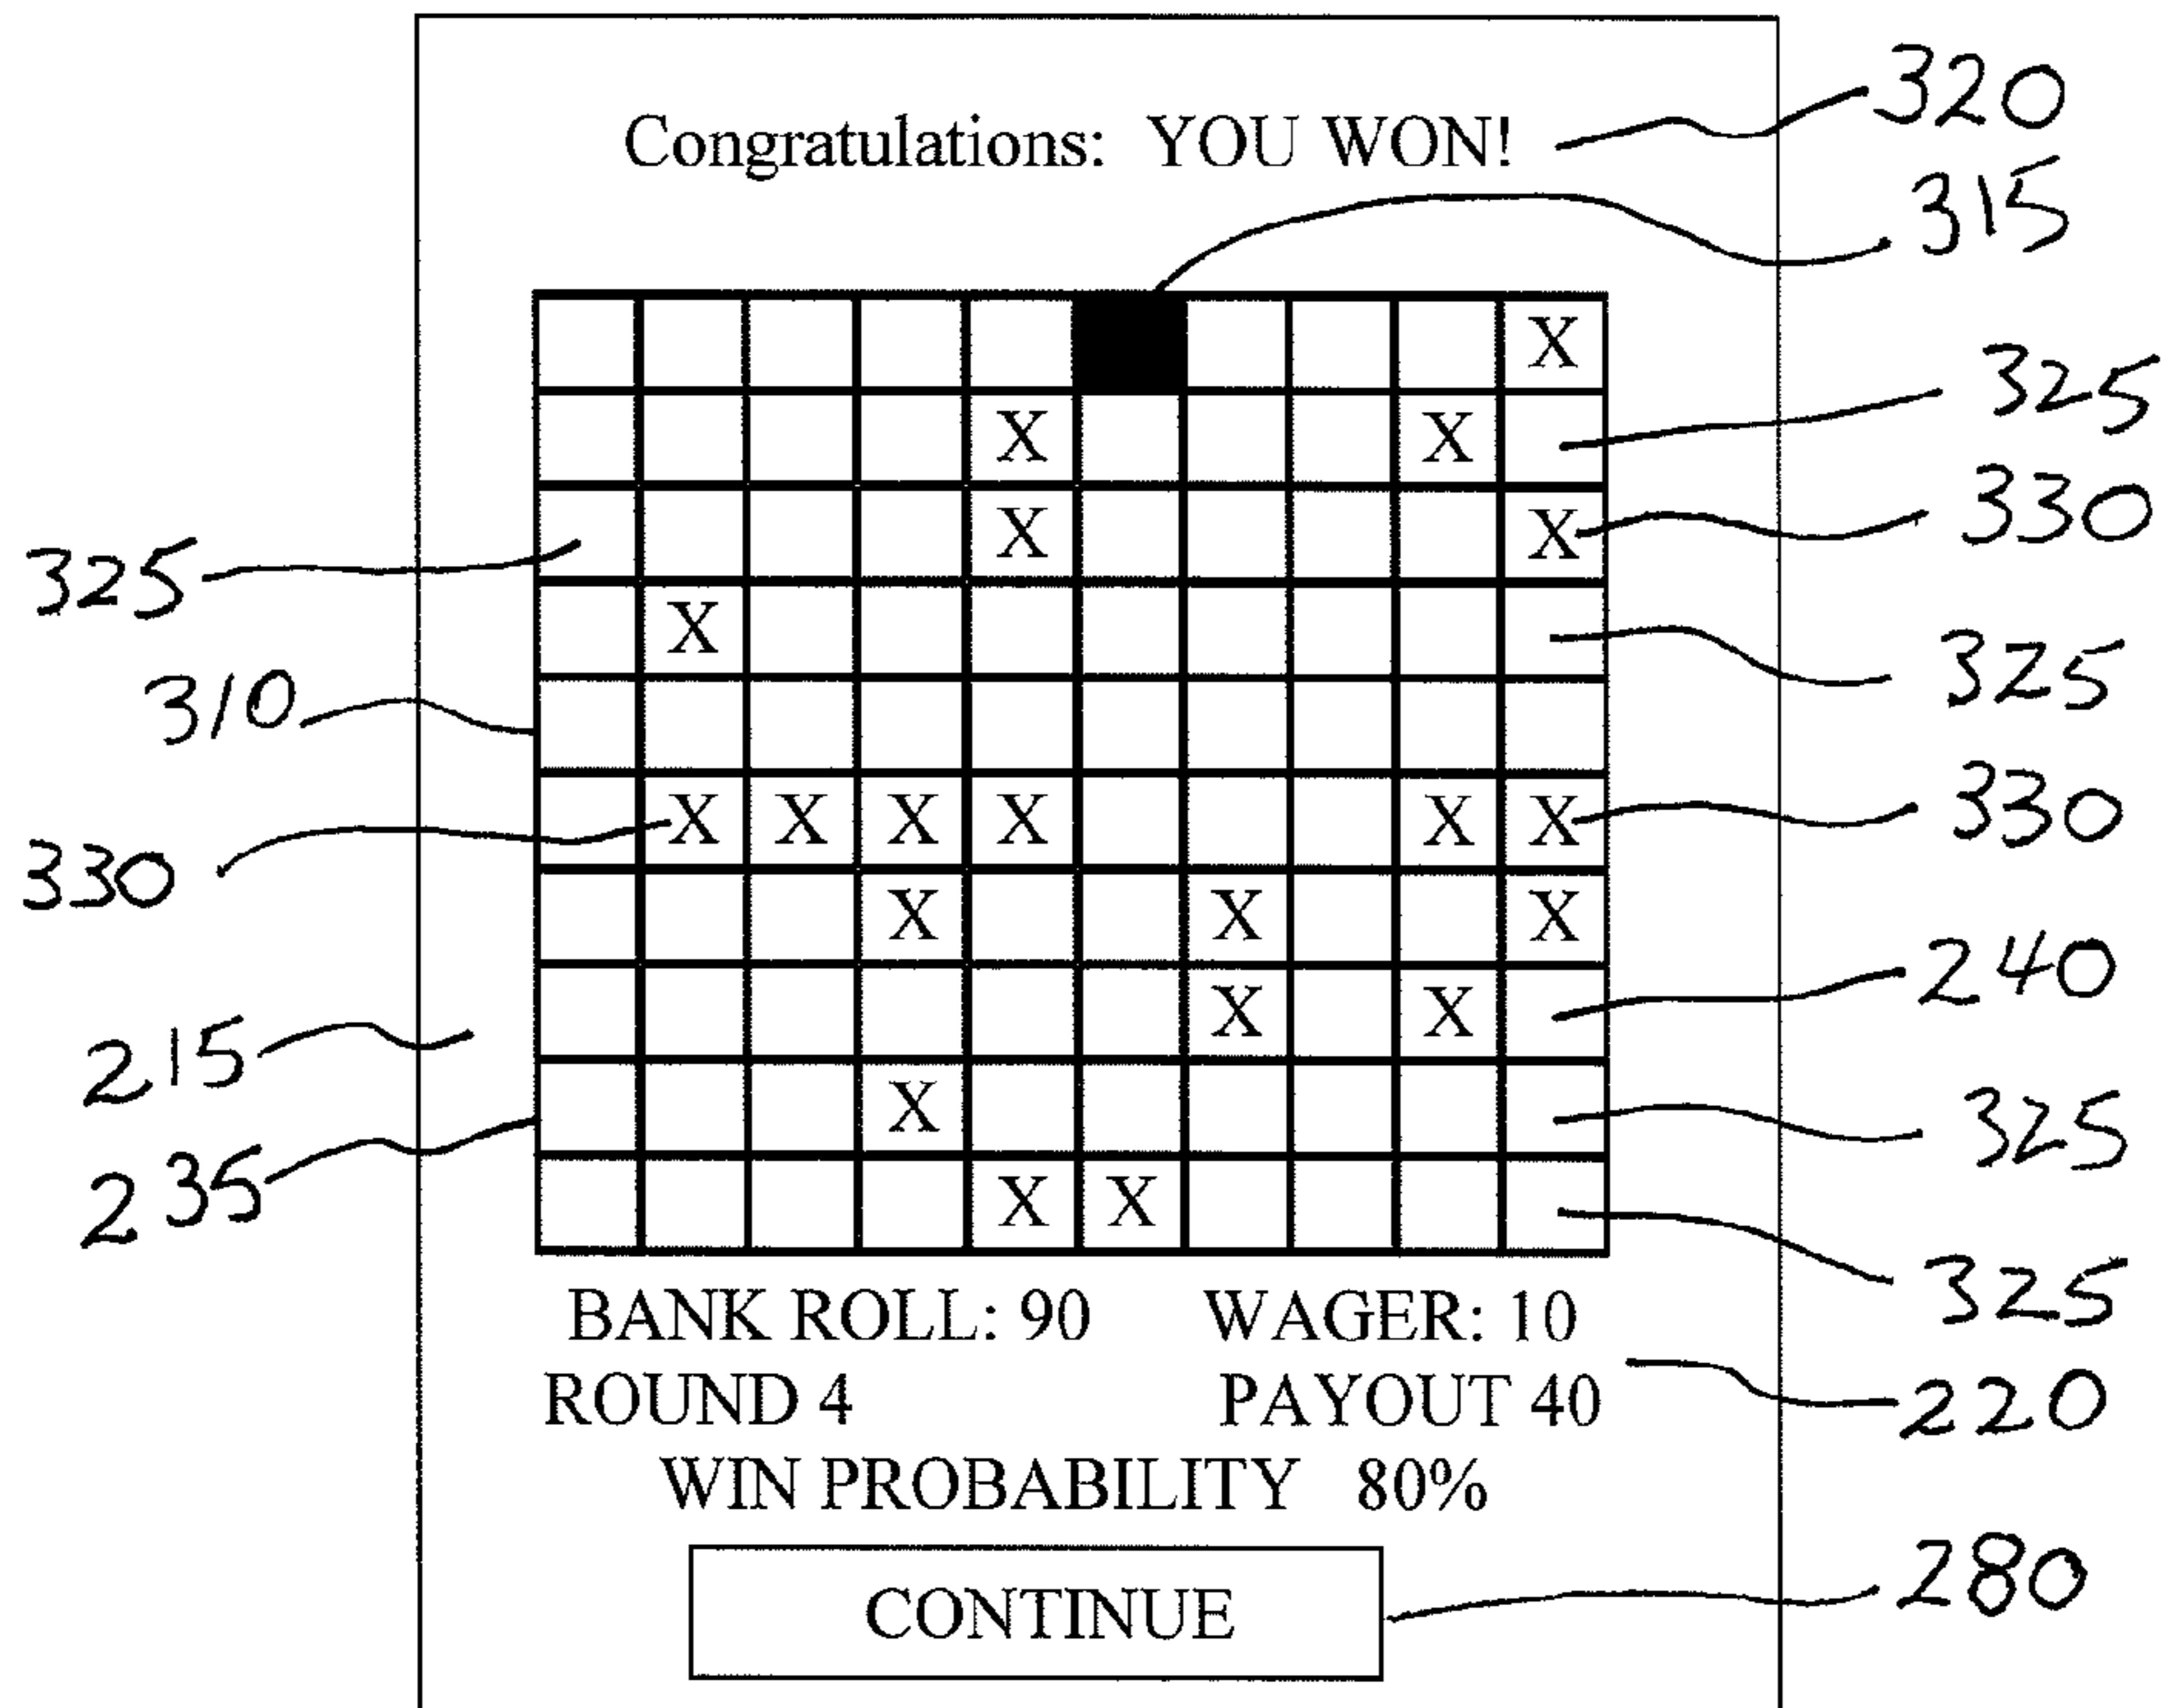 Congratulations: YOU WON!
320
315
X
325
X X
330
X X
325
X
325
310
X X X X X X
330
330
X X X
240
X X
215
X
325
235
X X
325
BANK ROLL: 90 WAGER: 10
220
ROUND 4 PAYOUT 40
WIN PROBABILITY 80%
CONTINUE
280